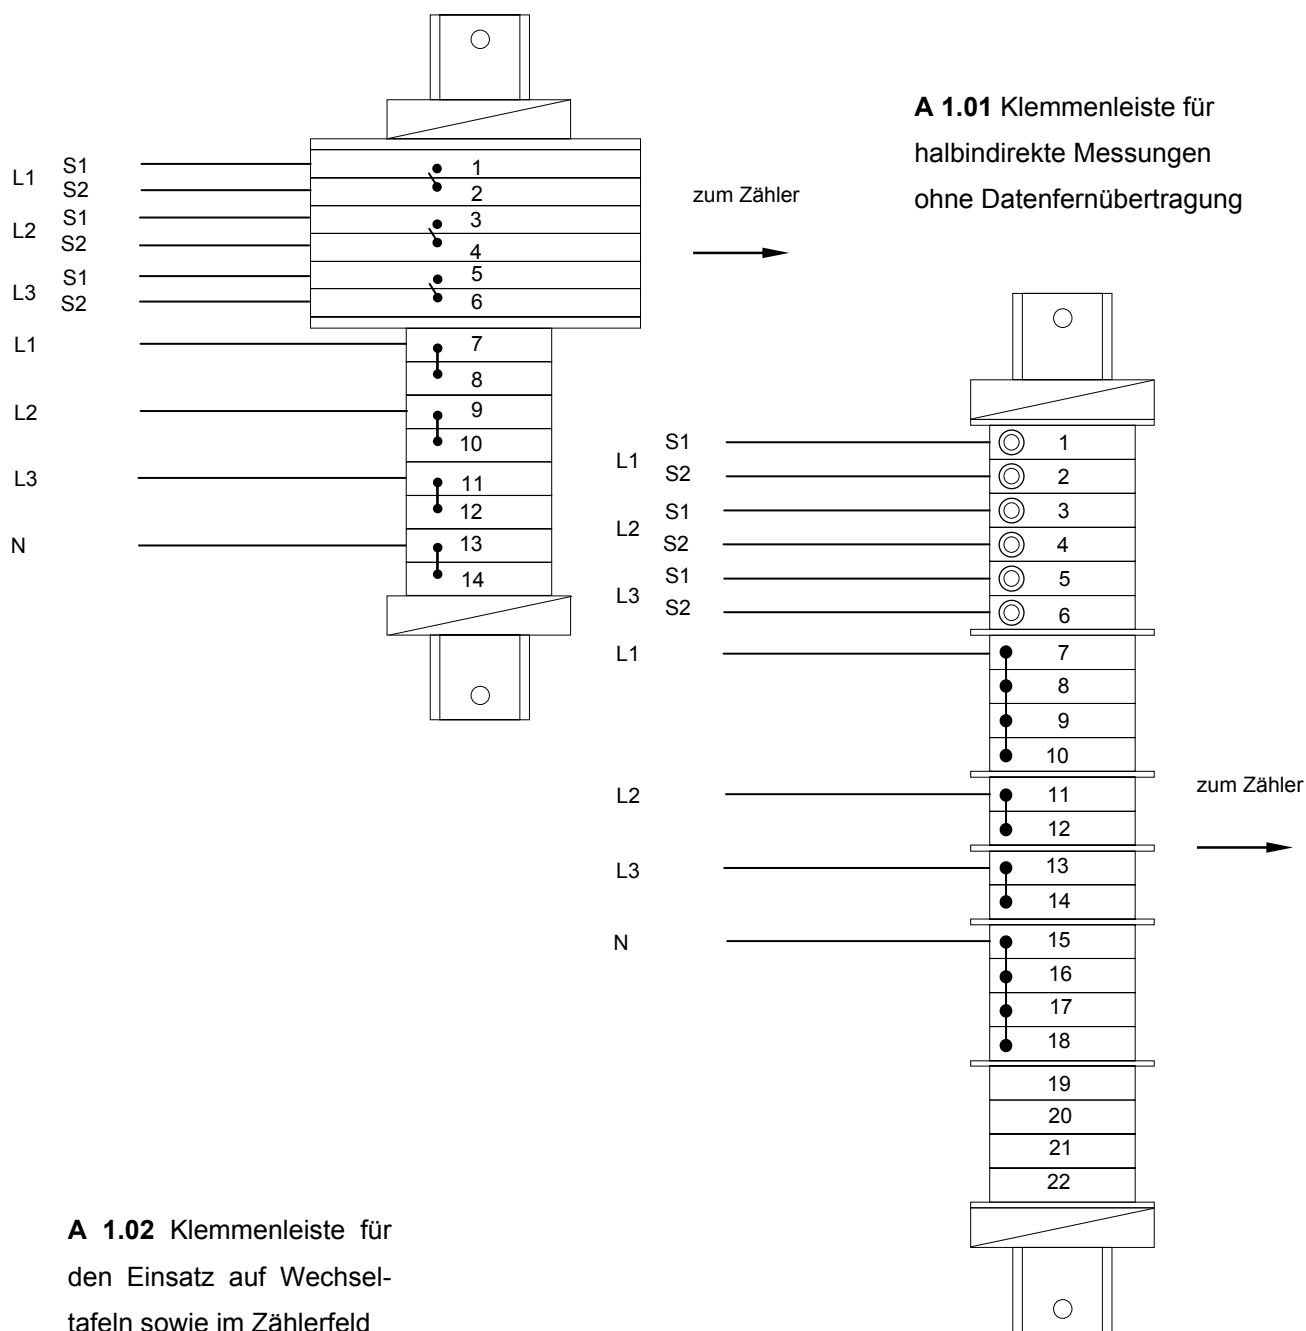 A 1.01 Klemmenleiste für
halbindirekte Messungen
ohne Datenfernübertragung
zum Zähler
L1
S1
S2
L2
S1
S2
L3
S1
S2
L1
L2
L3
N
1
2
3
4
5
6
7
8
9
10
11
12
13
14
L1
S1
S2
L2
S1
S2
L3
S1
S2
L1
L2
L3
N
1
2
3
4
5
6
7
8
9
10
11
12
13
14
15
16
17
18
19
20
21
22
zum Zähler
A 1.02 Klemmenleiste für
den Einsatz auf Wechsel-
tafeln sowie im Zählerfeld